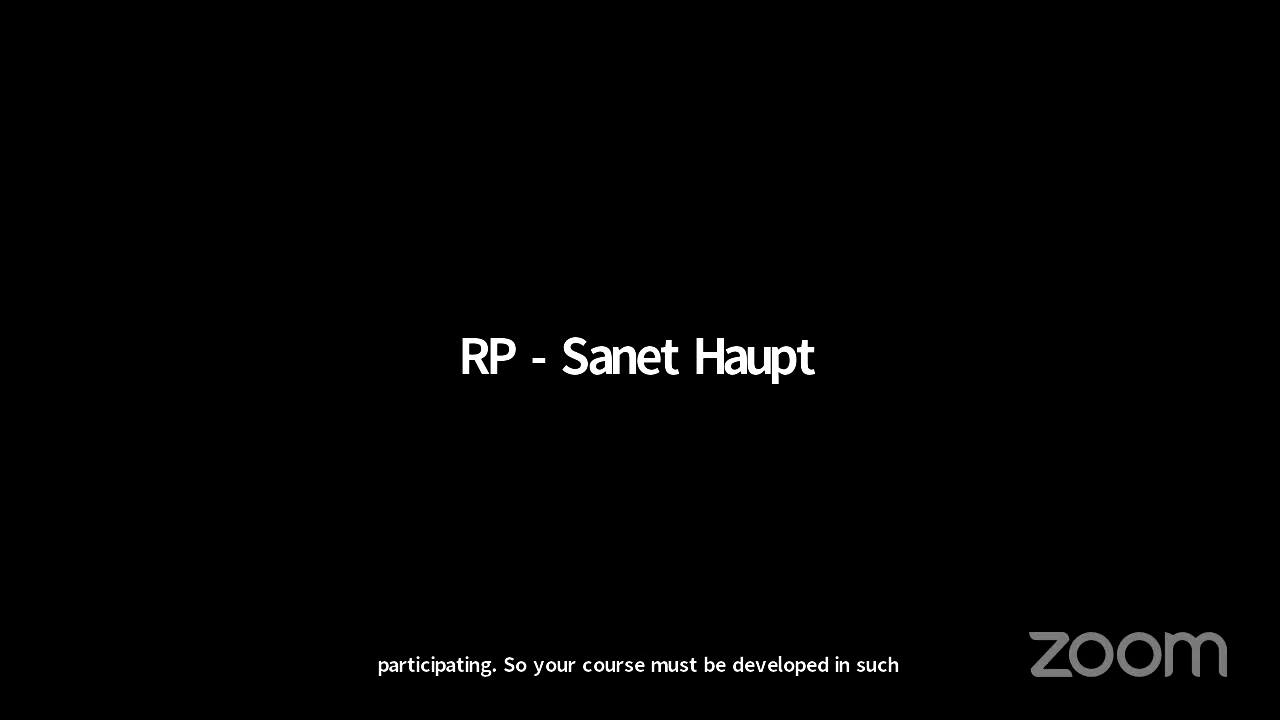 RP - Sanet Haupt
participating. So your course must be developed in such
zoom